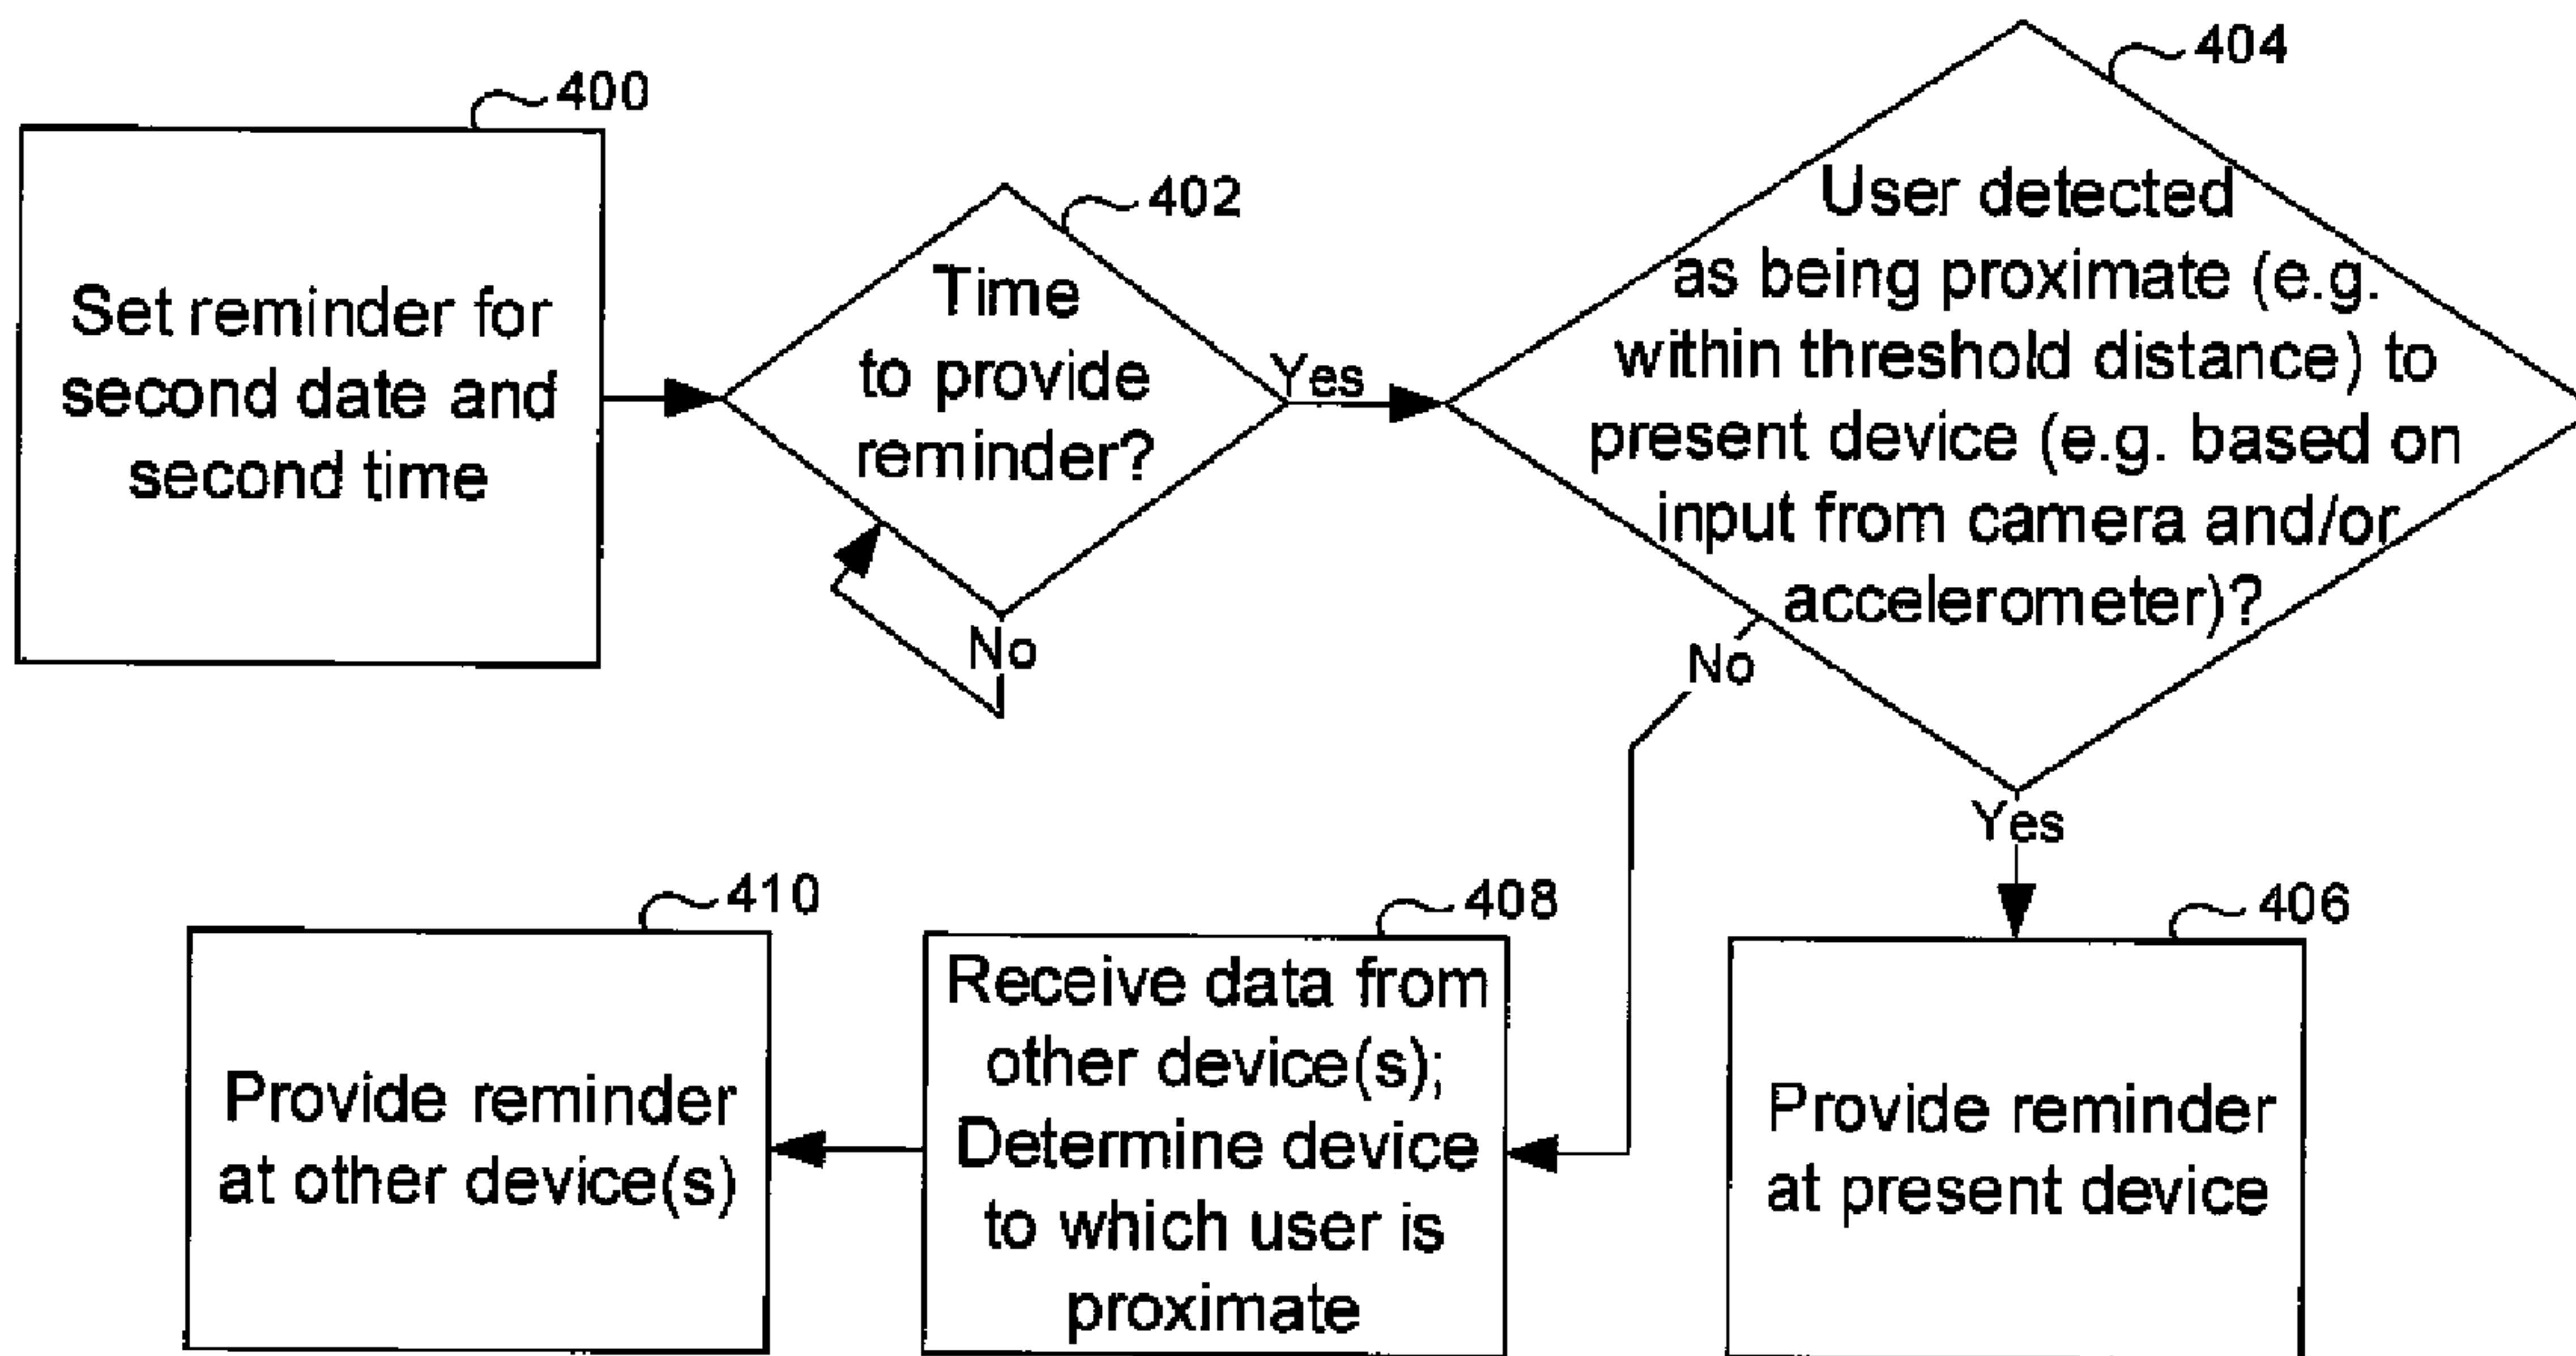 400
Set reminder for
second date and
second time
402
Time
to provide
reminder?
Yes
No
404
User detected
as being proximate (e.g.
within threshold distance) to
present device (e.g. based on
input from camera and/or
accelerometer)?
No
Yes
410
Provide reminder
at other device(s)
408
Receive data from
other device(s);
Determine device
to which user is
proximate
406
Provide reminder
at present device